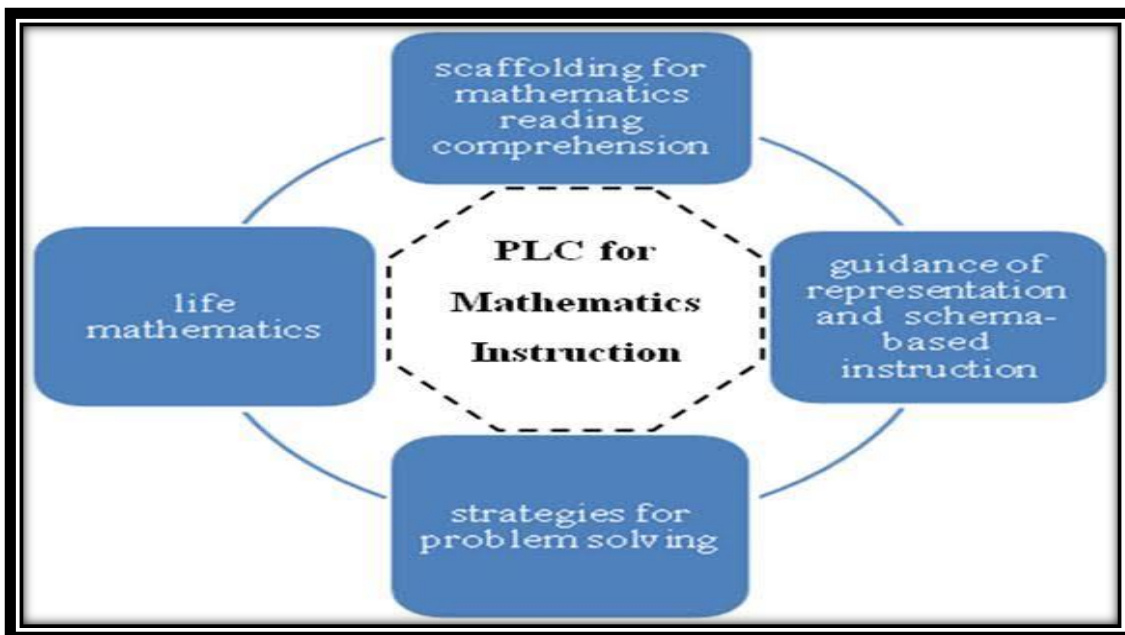 scaffolding for
mathematics
reading
comprehension
life
mathematics
PLC for
Mathematics
Instruction
guidance of
representation
and schema-
based
instruction
strategies for
problem solving